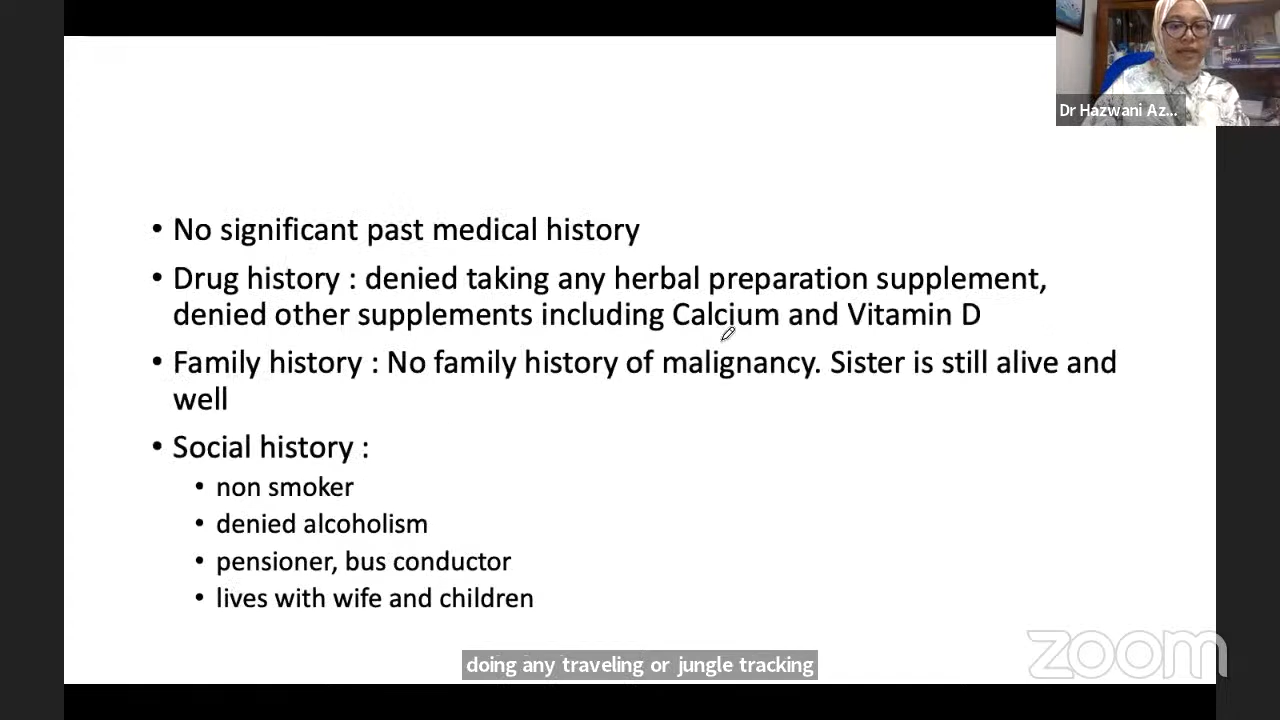 Dr Hazwani Az...
• No significant past medical history
• Drug history : denied taking any herbal preparation supplement,
denied other supplements including Calcium and Vitamin D
• Family history : No family history of malignancy. Sister is still alive and
well
• Social history :
• non smoker
• denied alcoholism
• pensioner, bus conductor
• lives with wife and children
doing any traveling or jungle tracking
zoom